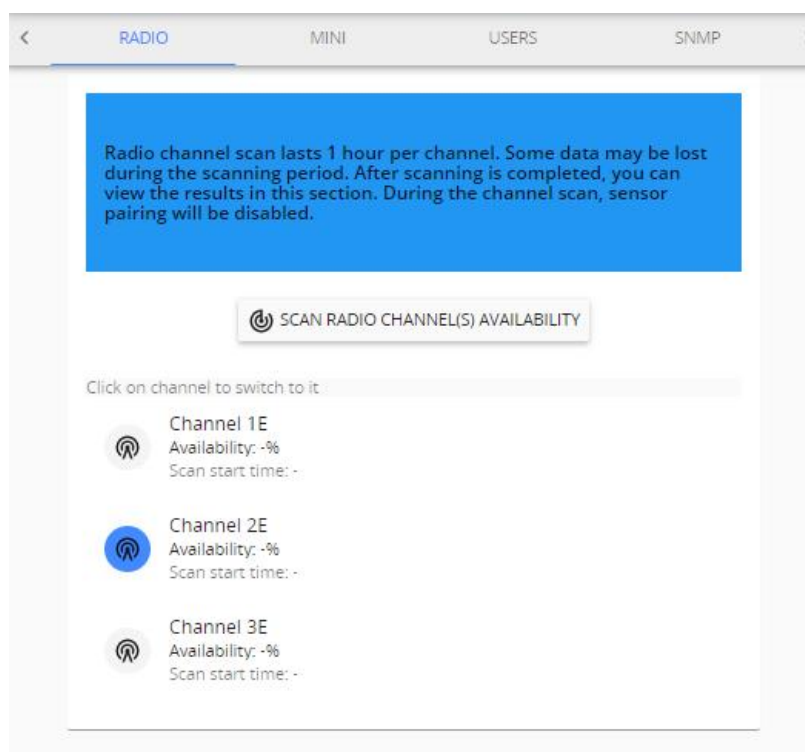 RADIO MINI USERS SNMP
Radio channel scan lasts 1 hour per channel. Some data may be lost
during the scanning period. After scanning is completed, you can
view the results in this section. During the channel scan, sensor
pairing will be disabled.
SCAN RADIO CHANNEL(S) AVAILABILITY
Click on channel to switch to it
Channel 1E
Availability: -%
Scan start time: -
Channel 2E
Availability: -%
Scan start time: -
Channel 3E
Availability: -%
Scan start time: -